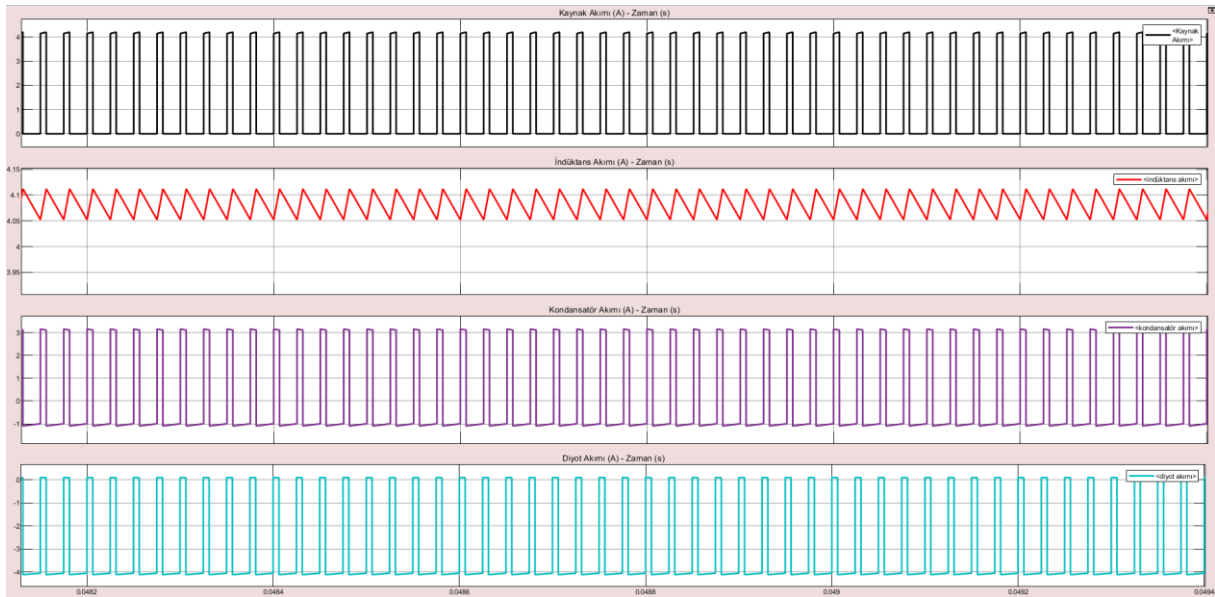 Kaynak Akımı (A) - Zaman (s)
<Kaynak
Akımı>
4
3
2
1
0
İndüktans Akımı (A) - Zaman (s)
<indüktans akımı>
4.15
4.1
4.05
4
3.95
Kondansatör Akımı (A) - Zaman (s)
<kondansatör akımı>
3
2
1
0
-1
Diyot Akımı (A) - Zaman (s)
<diyot akımı>
0
-1
-2
-3
-4
0.0482 0.0484 0.0486 0.0488 0.049 0.0492 0.0494